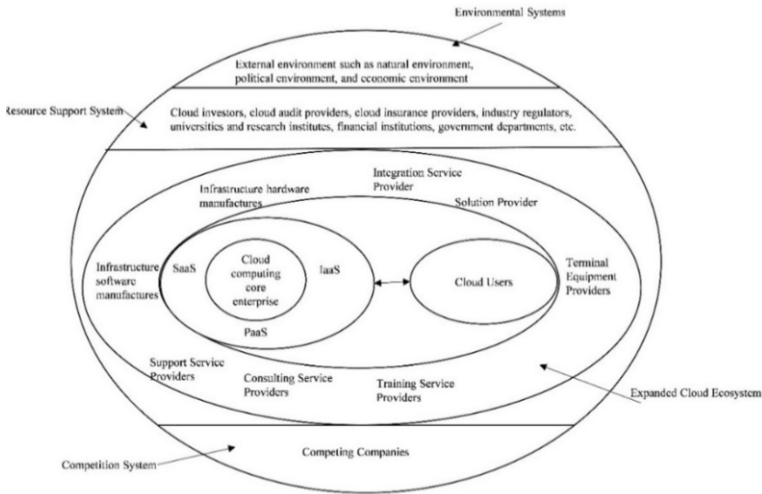 Environmental Systems
External environment such as natural environment,
political environment, and economic environment
Resource Support System
Cloud investors, cloud audit providers, cloud insurance providers, industry regulators,
universities and research institutes, financial institutions, government departments, etc.
Integration Service
Provider
Infrastructure hardware
manufactures
Solution Provider
Infrastructure
software
manufactures
SaaS
Cloud
computing
core
enterprise
IaaS
PaaS
Cloud Users
Terminal
Equipment
Providers
Support Service
Providers
Consulting Service
Providers
Training Service
Providers
Expanded Cloud Ecosystem
Competing Companies
Competition System